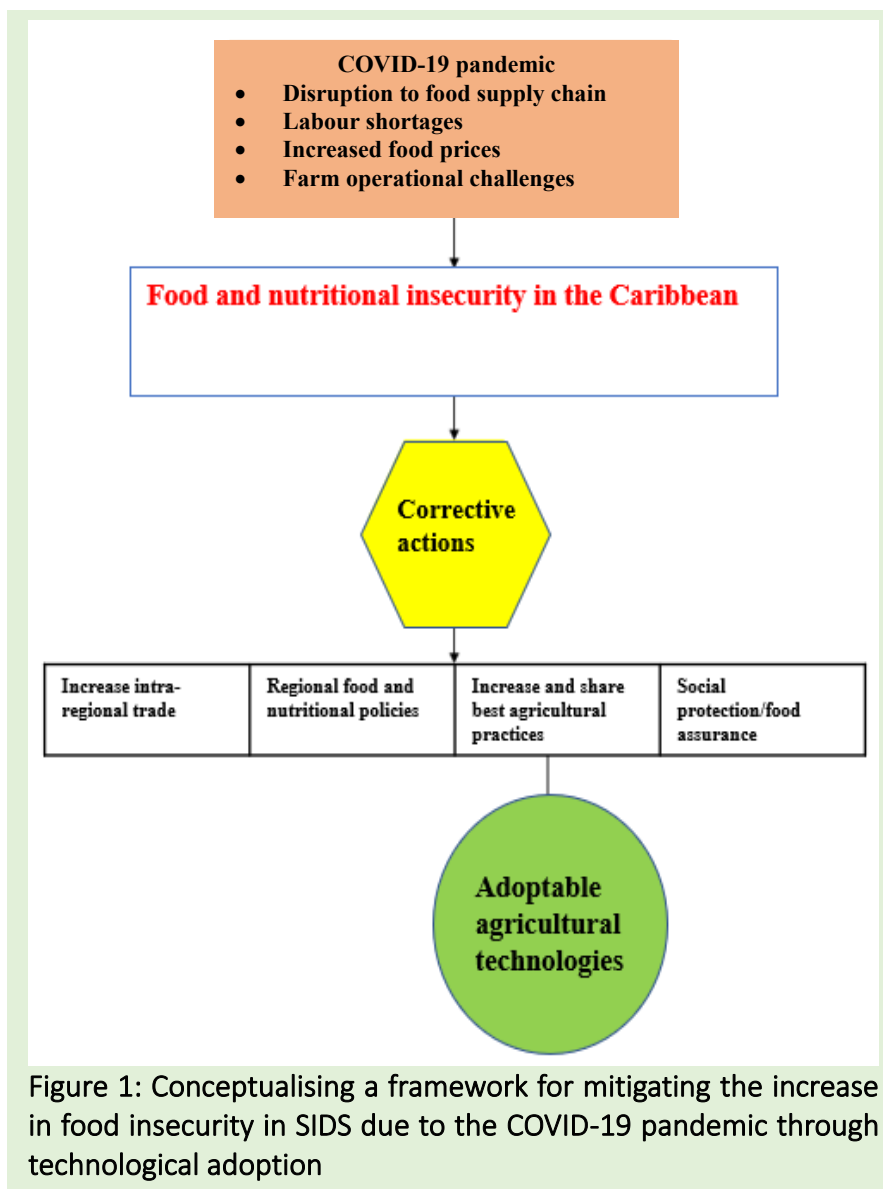 COVID-19 pandemic
• Disruption to food supply chain
• Labour shortages
• Increased food prices
• Farm operational challenges
Food and nutritional insecurity in the Caribbean
Corrective
actions
Increase intra-
regional trade
Regional food and
nutritional policies
Increase and share
best agricultural
practices
Social
protection/food
assurance
Adoptable
agricultural
technologies
Figure 1: Conceptualising a framework for mitigating the increase
in food insecurity in SIDS due to the COVID-19 pandemic through
technological adoption